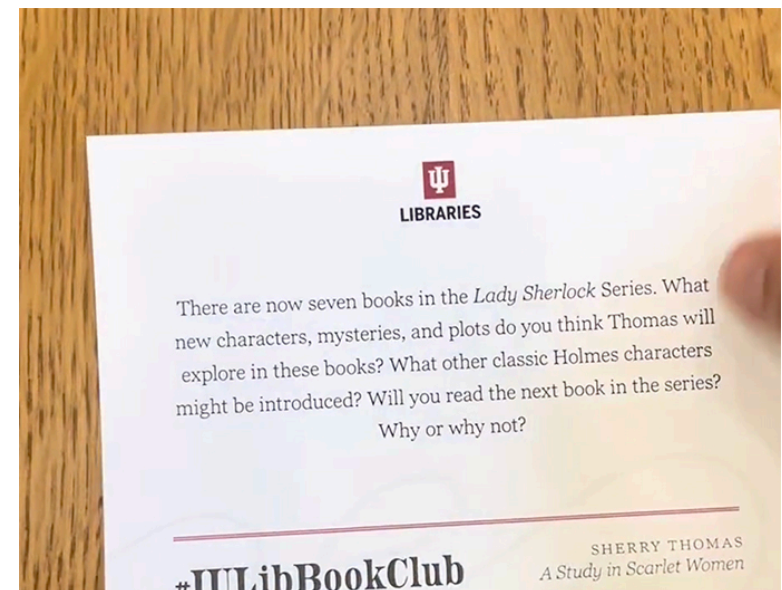 LIBRARIES
There are now seven books in the Lady Sherlock Series. What
new characters, mysteries, and plots do you think Thomas will
explore in these books? What other classic Holmes characters
might be introduced? Will you read the next book in the series?
Why or why not?
SHERRY THOMAS
#IULibBookClub
A Study in Scarlet Women